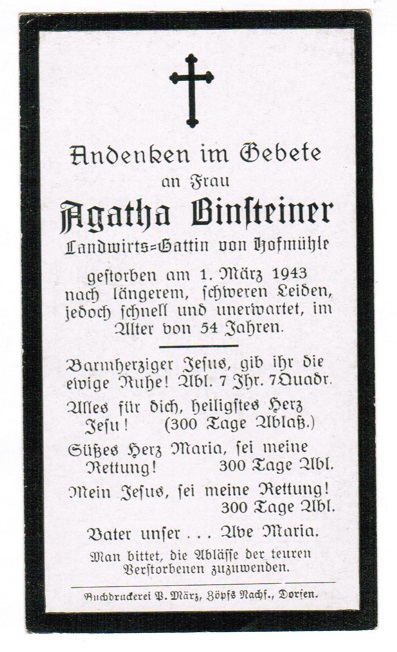 Andenken im Gebete
an Frau
Agatha Binsteiner
Landwirts=Gattin von Hofmühle
gestorben am 1. März 1943
nach längerem, schweren Leiden,
jedoch schnell und unerwartet, im
Alter von 54 Jahren.
Barmherziger Jesus, gib ihr die
ewige Ruhe! Abl. 7 Ihr. 7 Quadr.
Alles für dich, heiligstes Herz
Jesu! (300 Tage Ablaß.)
Süßes Herz Maria, sei meine
Rettung! 300 Tage Abl.
Mein Jesus, sei meine Rettung!
300 Tage Abl.
Vater unser . . . Ave Maria.
Man bittet, die Ablässe der teuren
Verstorbenen zuzuwenden.
Buchdruckerei P. März, Zöpfs Nachf., Dorfen.